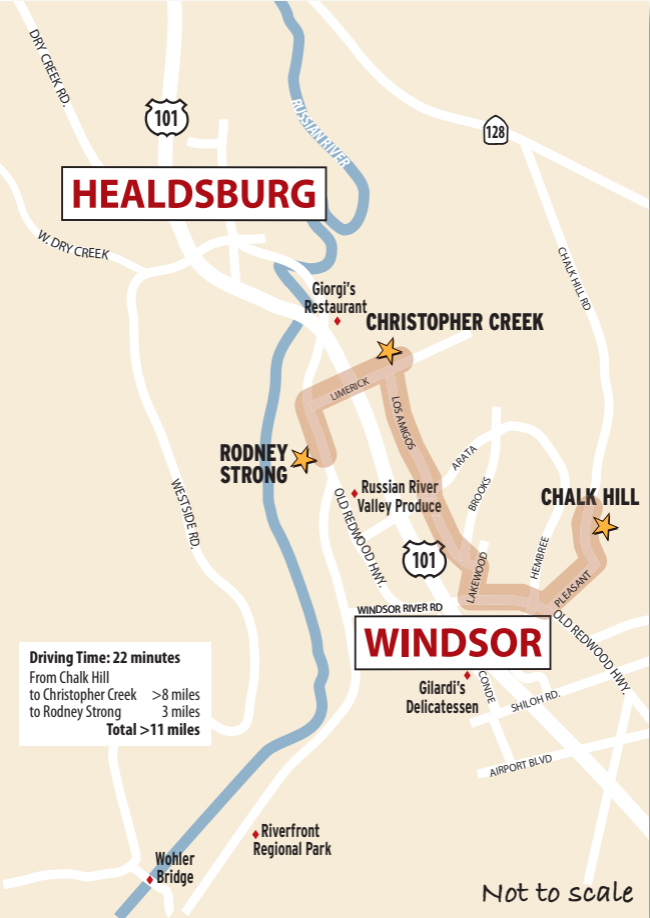 DRY CREEK RD.
101
RUSSIAN RIVER
128
HEALDSBURG
W. DRY CREEK
CHALK HILL RD
Giorgi's
Restaurant
CHRISTOPHER CREEK
LIMERICK
LOS AMIGOS
RODNEY
STRONG
ARATA
BROOKS
WESTSIDE RD.
Russian River
Valley Produce
OLD REDWOOD HWY.
CHALK HILL
101
LAKEWOOD
HEMBREE
PLEASANT
WINDSOR RIVER RD
OLD REDWOOD HWY.
WINDSOR
Driving Time: 22 minutes
From Chalk Hill
to Christopher Creek >8 miles
to Rodney Strong 3 miles
Total >11 miles
Gilardi's
Delicatessen
CONDE
SHILOH RD.
AIRPORT BLVD
Riverfront
Regional Park
Wohler
Bridge
Not to scale